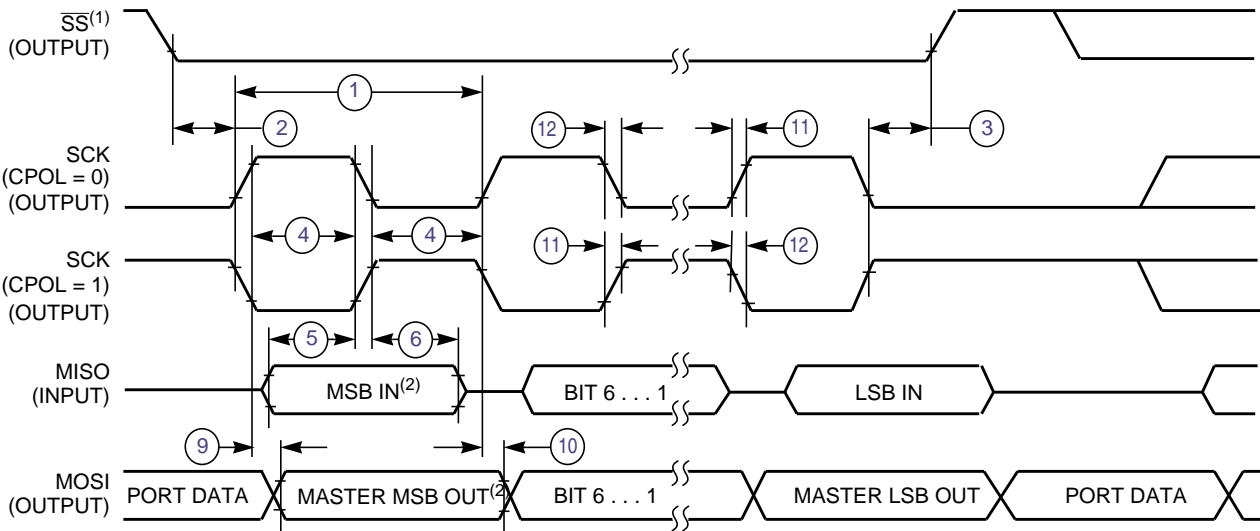 SS(1)
(OUTPUT)
1
2
12
11
3
SCK
(CPOL = 0)
(OUTPUT)
4
4
11
12
SCK
(CPOL = 1)
(OUTPUT)
5
6
MISO
(INPUT)
MSB IN(2)
BIT 6 . . . 1
LSB IN
9
10
MOSI
(OUTPUT)
PORT DATA
MASTER MSB OUT(2
BIT 6 . . . 1
MASTER LSB OUT
PORT DATA